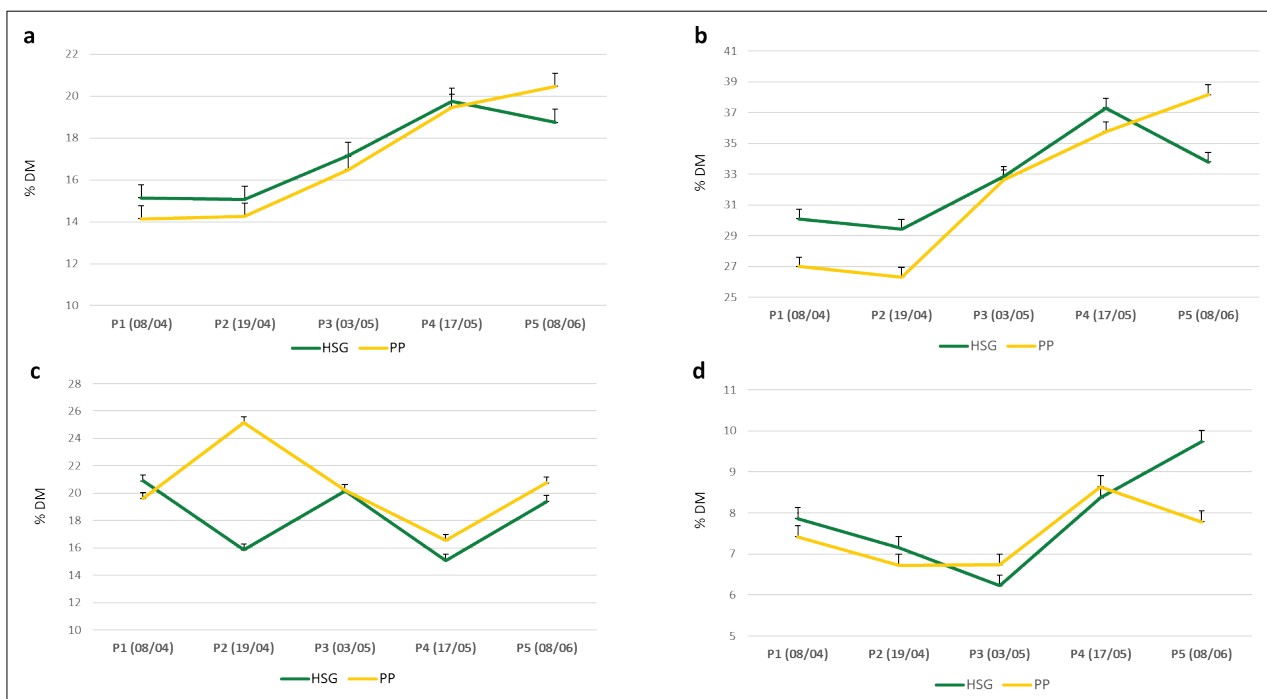 a
22
20
18
16
14
12
10
% DM
P1 (08/04) P2 (19/04) P3 (03/05) P4 (17/05) P5 (08/06)
HSG PP
b
41
39
37
35
33
31
29
27
25
% DM
P1 (08/04) P2 (19/04) P3 (03/05) P4 (17/05) P5 (08/06)
HSG PP
c
28
26
24
22
20
18
16
14
12
10
% DM
P1 (08/04) P2 (19/04) P3 (03/05) P4 (17/05) P5 (08/06)
HSG PP
d
11
10
9
8
7
6
5
% DM
P1 (08/04) P2 (19/04) P3 (03/05) P4 (17/05) P5 (08/06)
HSG PP